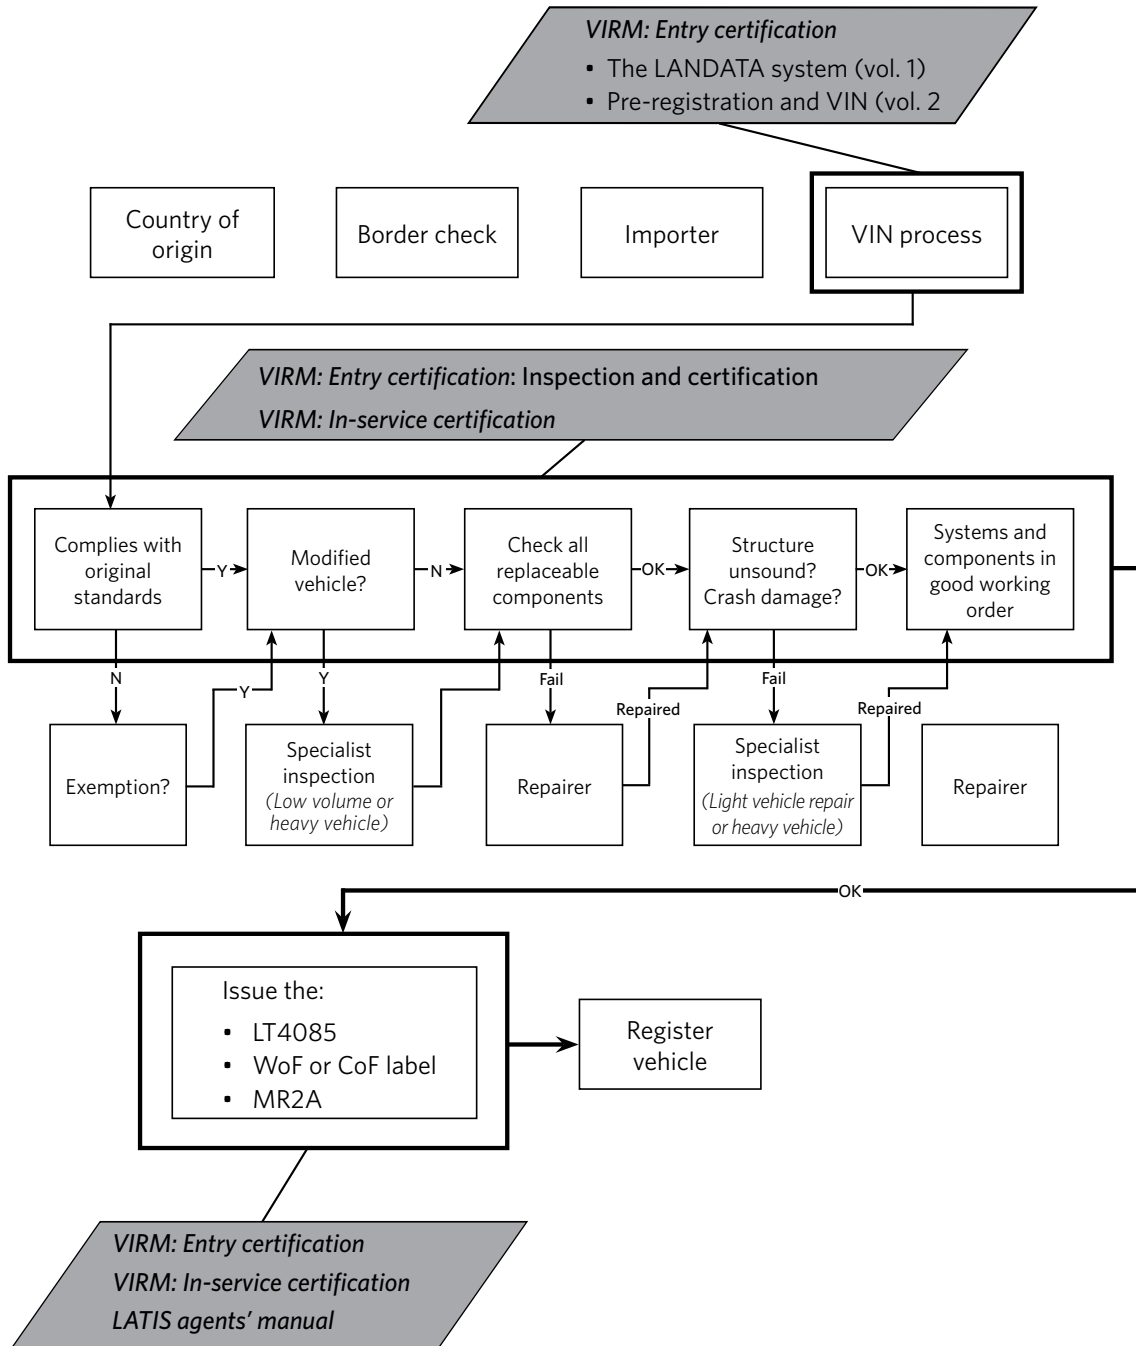 VIRM: Entry certification
▪ The LANDATA system (vol. 1)
▪ Pre-registration and VIN (vol. 2
Country of
origin
Border check
Importer
VIN process
VIRM: Entry certification: Inspection and certification
VIRM: In-service certification
Complies with
original
standards
Y
Modified
vehicle?
N
Check all
replaceable
components
OK
Structure
unsound?
Crash damage?
OK
Systems and
components in
good working
order
N
Y
Y
Fail
Repaired
Fail
Repaired
Exemption?
Specialist
inspection
(Low volume or
heavy vehicle)
Repairer
Specialist
inspection
(Light vehicle repair
or heavy vehicle)
Repairer
OK
Issue the:
▪ LT4085
▪ WoF or CoF label
▪ MR2A
Register
vehicle
VIRM: Entry certification
VIRM: In-service certification
LATIS agents’ manual